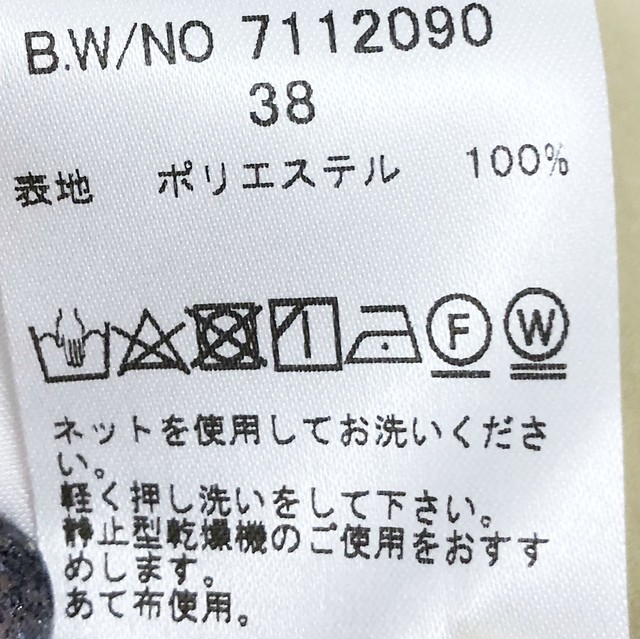 B.W/NO 7112090
38
表地 ポリエステル 100%
F W
ネットを使用してお洗いくださ
い。
軽く押し洗いをして下さい。
静止型乾燥機のご使用をおすす
めします。
あて布使用。